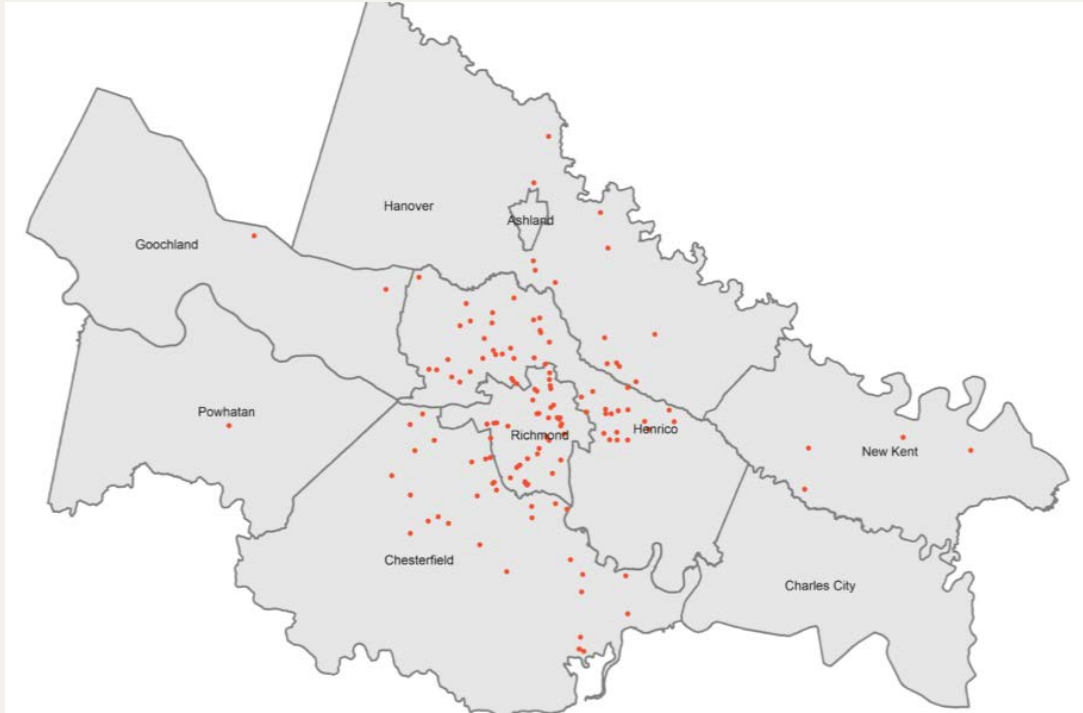 Hanover
Ashland
Goochland
Powhatan
Richmond
Henrico
New Kent
Chesterfield
Charles City